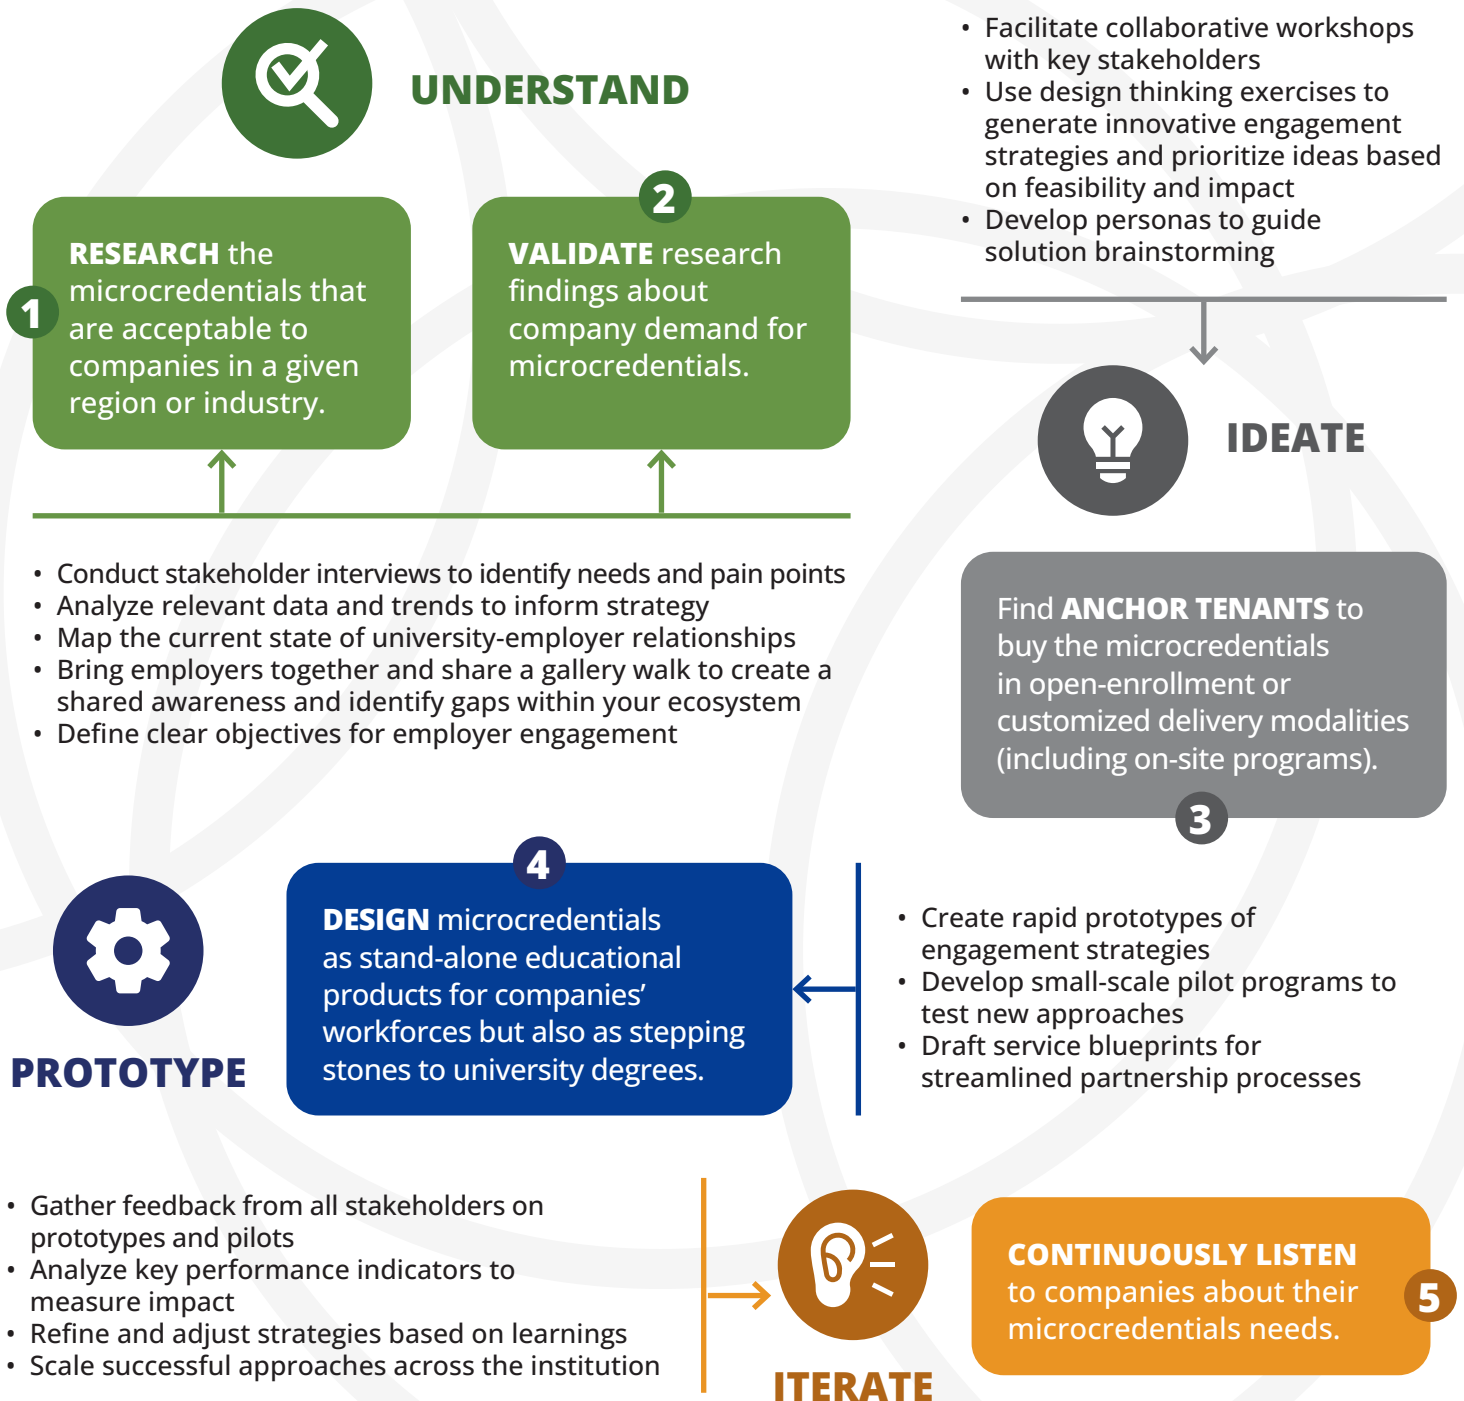 UNDERSTAND
1
RESEARCH the
microcredentials that
are acceptable to
companies in a given
region or industry.
2
VALIDATE research
findings about
company demand for
microcredentials.
• Conduct stakeholder interviews to identify needs and pain points
• Analyze relevant data and trends to inform strategy
• Map the current state of university-employer relationships
• Bring employers together and share a gallery walk to create a
shared awareness and identify gaps within your ecosystem
• Define clear objectives for employer engagement
• Facilitate collaborative workshops
with key stakeholders
• Use design thinking exercises to
generate innovative engagement
strategies and prioritize ideas based
on feasibility and impact
• Develop personas to guide
solution brainstorming
IDEATE
Find ANCHOR TENANTS to
buy the microcredentials
in open-enrollment or
customized delivery modalities
(including on-site programs).
3
PROTOTYPE
4
DESIGN microcredentials
as stand-alone educational
products for companies’
workforces but also as stepping
stones to university degrees.
• Create rapid prototypes of
engagement strategies
• Develop small-scale pilot programs to
test new approaches
• Draft service blueprints for
streamlined partnership processes
• Gather feedback from all stakeholders on
prototypes and pilots
• Analyze key performance indicators to
measure impact
• Refine and adjust strategies based on learnings
• Scale successful approaches across the institution
ITERATE
CONTINUOUSLY LISTEN
to companies about their
microcredentials needs.
5